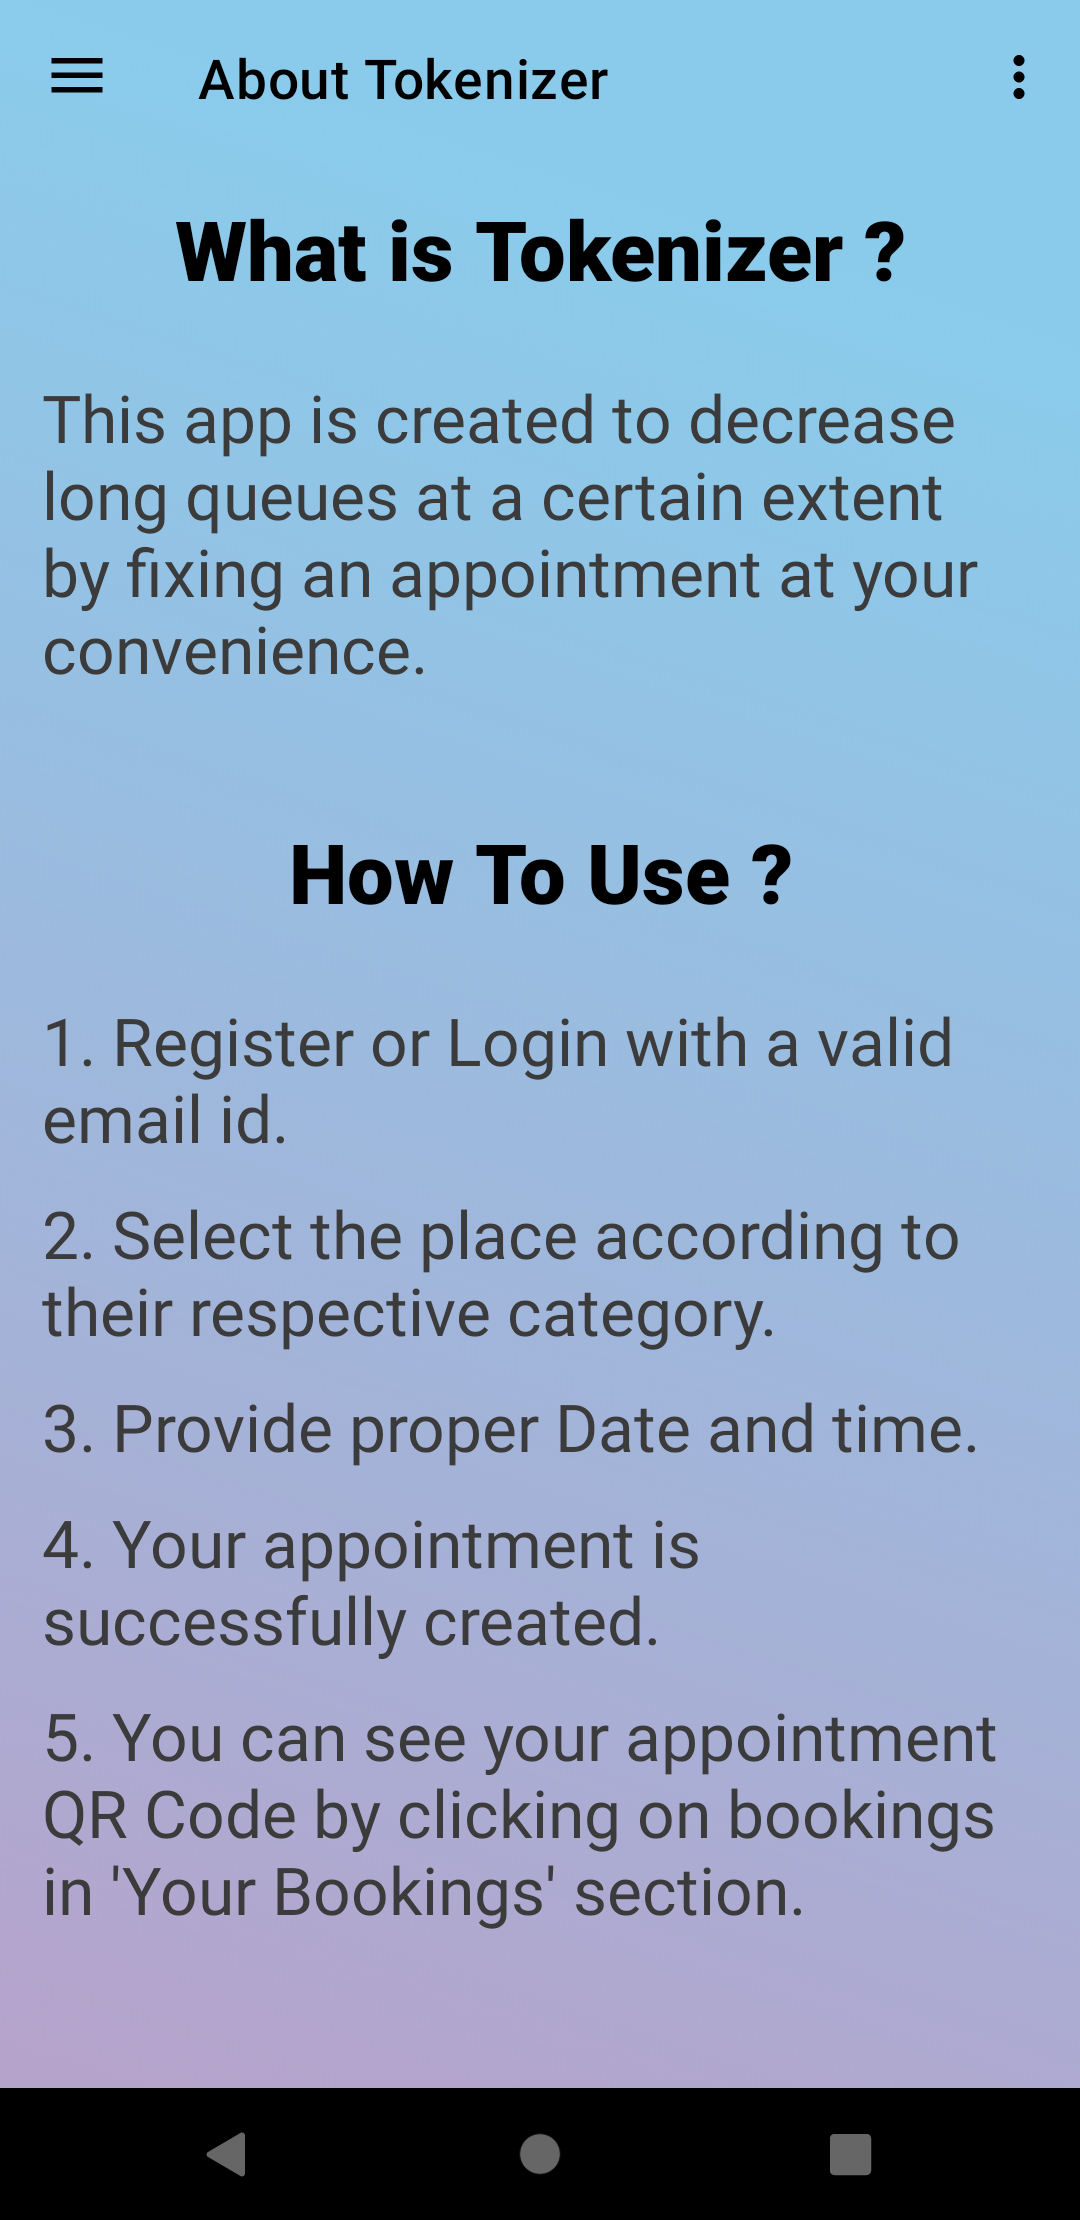 About Tokenizer
What is Tokenizer ?
This app is created to decrease
long queues at a certain extent
by fixing an appointment at your
convenience.
How To Use ?
1. Register or Login with a valid
email id.
2. Select the place according to
their respective category.
3. Provide proper Date and time.
4. Your appointment is
successfully created.
5. You can see your appointment
QR Code by clicking on bookings
in 'Your Bookings' section.